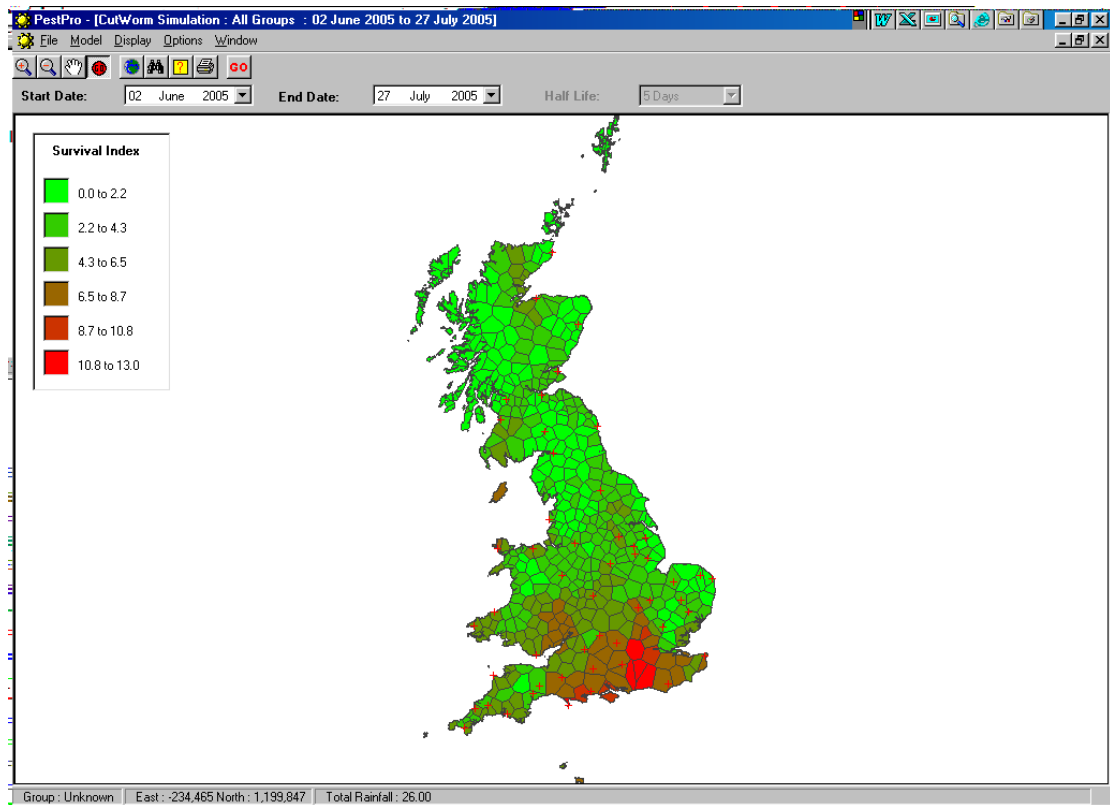 PestPro - [CutWorm Simulation : All Groups : 02 June 2005 to 27 July 2005]
File Model Display Options Window
GO
Start Date: 02 June 2005 End Date: 27 July 2005 Half Life: 5 Days
Survival Index
0.0 to 2.2
2.2 to 4.3
4.3 to 6.5
6.5 to 8.7
8.7 to 10.8
10.8 to 13.0
Group : Unknown East : -234,465 North : 1,199,847 Total Rainfall : 26.00